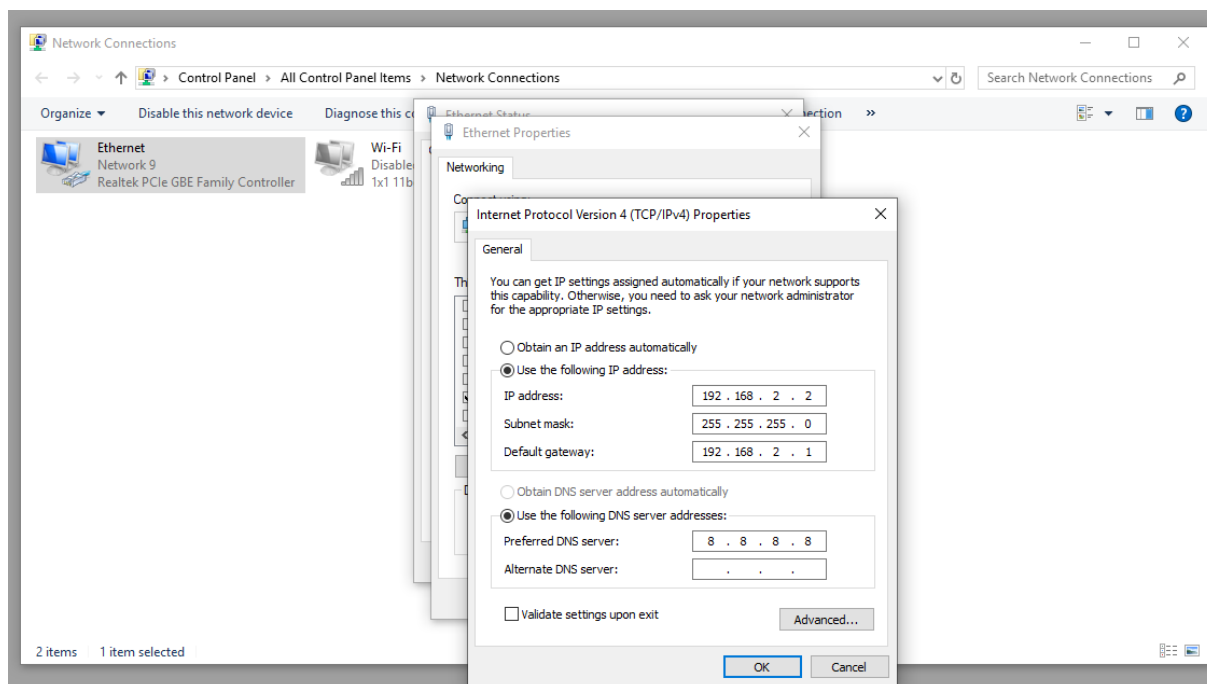 Network Connections
Control Panel > All Control Panel Items > Network Connections
Search Network Connections
Organize
Disable this network device
Diagnose this
»
Ethernet
Network 9
Realtek PCIe GBE Family Controller
Wi-Fi
1x1 11b
Ethernet Status
Ethernet Properties
Networking
Internet Protocol Version 4 (TCP/IPv4) Properties
General
You can get IP settings assigned automatically if your network supports
this capability. Otherwise, you need to ask your network administrator
for the appropriate IP settings.
Obtain an IP address automatically
Use the following IP address:
IP address: 192 . 168 . 2 . 2
Subnet mask: 255 . 255 . 255 . 0
Default gateway: 192 . 168 . 2 . 1
Obtain DNS server address automatically
Use the following DNS server addresses:
Preferred DNS server: 8 . 8 . 8 . 8
Alternate DNS server: . . .
Validate settings upon exit
Advanced...
OK Cancel
2 items 1 item selected